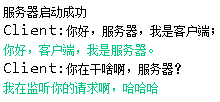 服务器启动成功
Client:你好，服务器，我是客户端；
你好，客户端，我是服务器。
Client:你在干啥啊，服务器？
我在监听你的请求啊，哈哈哈